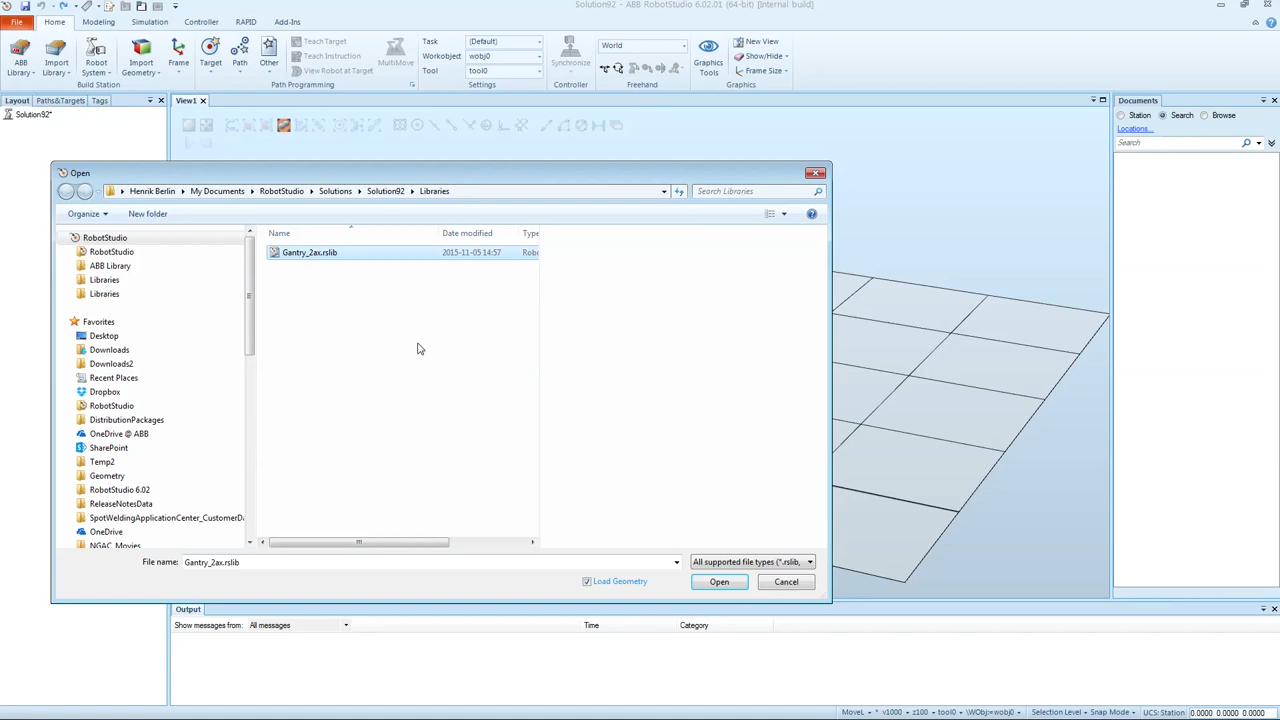 Solution92 - ABB RobotStudio 6.02.01 (64-bit) [Internal build]
File Home Modeling Simulation Controller RAPID Add-Ins
ABB Library
Import Library
Robot System
Import Geometry
Frame
Target
Path
Other
Teach Target
Teach Instruction
View Robot at Target
MultiMove
Task (Default)
Workobject wobj0
Tool tool0
Synchronize
World
Graphics Tools
New View
Show/Hide
Frame Size
Build Station
Path Programming
Settings
Controller
Freehand
Graphics
Layout Paths&Targets Tags
View1
Documents
Solution92*
Station Search Browse
Locations...
Search
Open
Henrik Berlin
My Documents
RobotStudio
Solutions
Solution92
Libraries
Search Libraries
Organize
New folder
Name
Date modified
Type
Gantry_2ax.rslib
2015-11-05 14:57
Robo
RobotStudio
RobotStudio
ABB Library
Libraries
Libraries
Favorites
Desktop
Downloads
Downloads2
Recent Places
Dropbox
RobotStudio
DistributionPackages
OneDrive @ ABB
SharePoint
Temp2
Geometry
RobotStudio 6.02
ReleaseNotesData
SpotWeldingApplicationCenter_CustomerDa
OneDrive
NGAC_Movies
File name: Gantry_2ax.rslib
All supported file types (*.rslib,
Load Geometry
Open
Cancel
Output
Show messages from: All messages
Time
Category
MoveL * v1000 z100 tool0 \WObj:=wobj0 Selection Level Snap Mode UCS: Station 0.0000 0.0000 0.0000